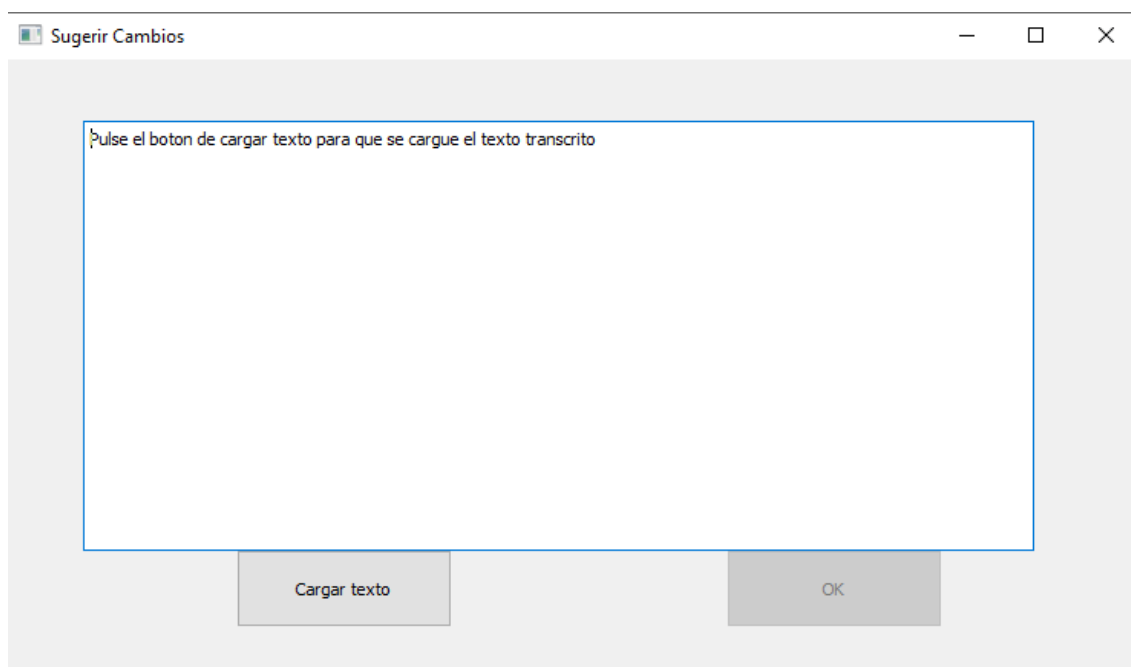 Sugerir Cambios
Pulse el boton de cargar texto para que se cargue el texto transcrito
Cargar texto
OK